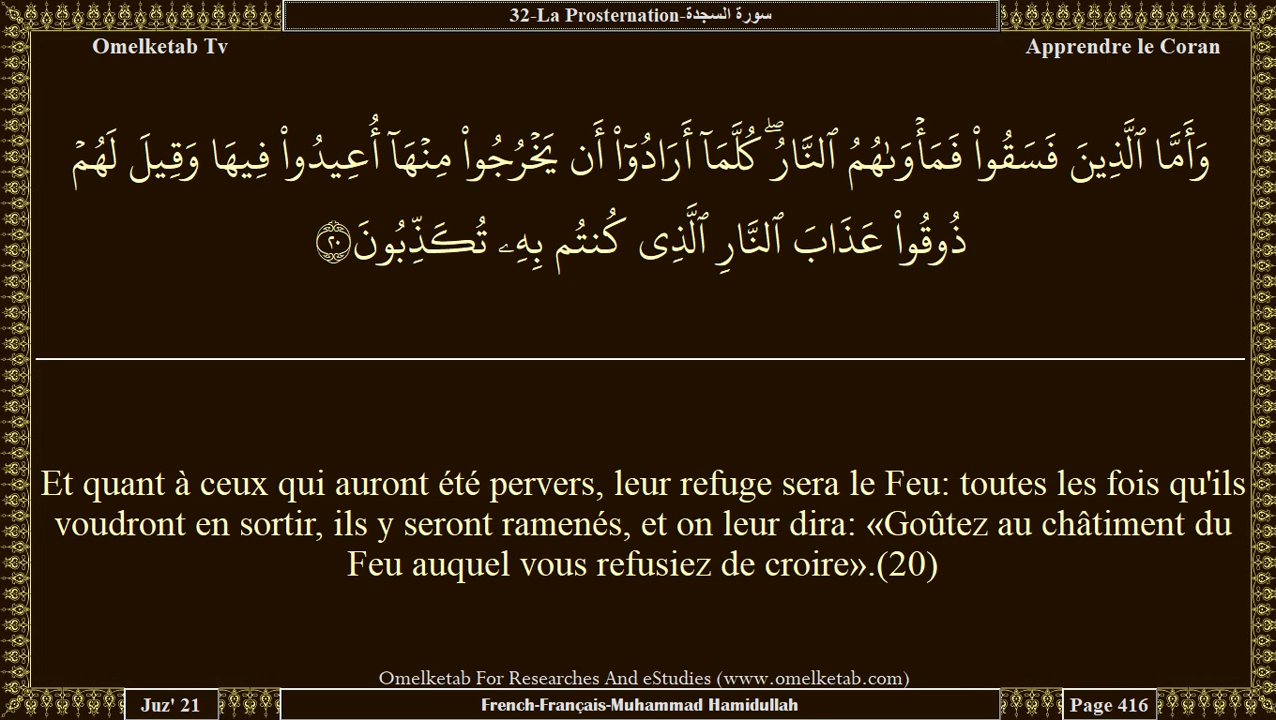 32-La Prosternation-سورة السجدة
Omelketab Tv
Apprendre le Coran
وَأَمَّا ٱلَّذِينَ فَسَقُوا۟ فَمَأْوَىٰهُمُ ٱلنَّارُ ۖ كُلَّمَآ أَرَادُوٓا۟ أَن يَخْرُجُوا۟ مِنْهَآ أُعِيدُوا۟ فِيهَا وَقِيلَ لَهُمْ
ذُوقُوا۟ عَذَابَ ٱلنَّارِ ٱلَّذِى كُنتُم بِهِۦ تُكَذِّبُونَ ٢٠
Et quant à ceux qui auront été pervers, leur refuge sera le Feu: toutes les fois qu'ils
voudront en sortir, ils y seront ramenés, et on leur dira: «Goûtez au châtiment du
Feu auquel vous refusiez de croire».(20)
Omelketab For Researches And eStudies (www.omelketab.com)
Juz' 21
French-Français-Muhammad Hamidullah
Page 416